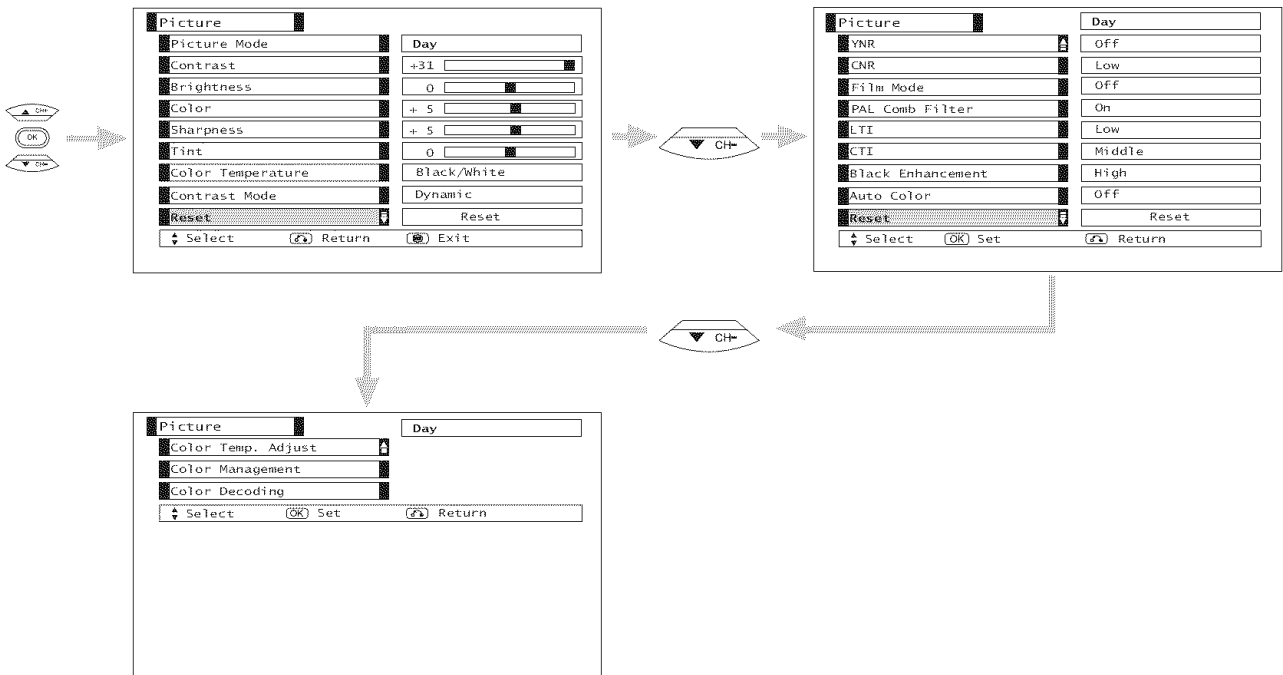 Picture
Picture Mode Day
Contrast +31
Brightness 0
Color + 5
Sharpness + 5
Tint 0
Color Temperature Black/White
Contrast Mode Dynamic
Reset Reset
Select Return Exit
CH-
OK
CH-
CH-
Picture Day
YNR Off
CNR Low
Film Mode Off
PAL Comb Filter On
LTI Low
CTI Middle
Black Enhancement High
Auto Color Off
Reset Reset
Select OK Set Return
CH-
Picture Day
Color Temp. Adjust
Color Management
Color Decoding
Select OK Set Return